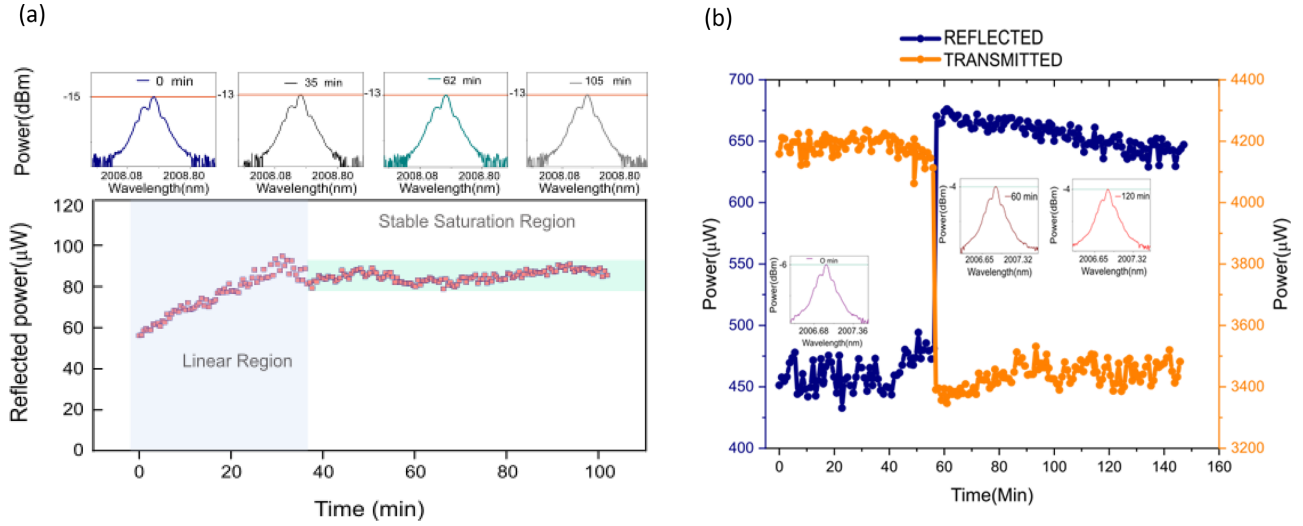 (a)
Power(dBm)
-15
0 min
2008.08 2008.80
Wavelength(nm)
-13
35 min
2008.08 2008.80
Wavelength(nm)
-13
62 min
2008.08 2008.80
Wavelength(nm)
-13
105 min
2008.08 2008.80
Wavelength(nm)
Reflected power(µW)
120
100
80
60
40
20
0
Stable Saturation Region
Linear Region
0 20 40 60 80 100
Time (min)
(b)
REFLECTED
TRANSMITTED
Power(µW)
700
650
600
550
500
450
400
4400
4200
4000
3800
3600
3400
3200
Power(µW)
Power(dBm)
-6
O min
2006.68 2007.36
Wavelength(nm)
Power(dBm)
-4
60 min
2006.65 2007.32
Wavelength(nm)
Power(dBm)
-4
120 min
2006.65 2007.32
Wavelength(nm)
0 20 40 60 80 100 120 140 160
Time(Min)